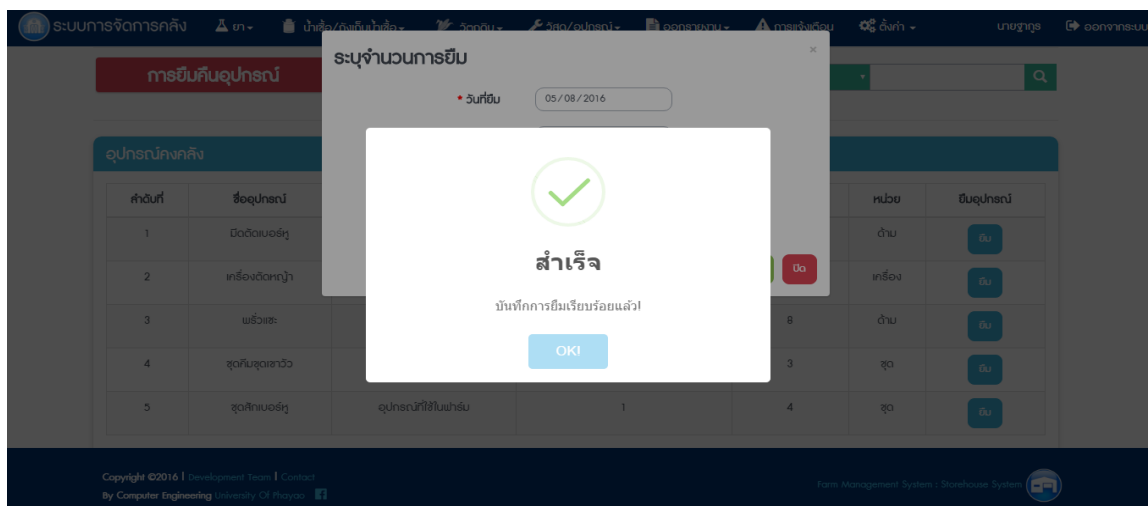 ระบบการจัดการคลัง ยา น้ำเชื้อ/ถังเก็บน้ำเชื้อ วัตถุดิบ วัสดุ/อุปกรณ์ ออกรายงาน การแจ้งเตือน ตั้งค่า นายฐากูร ออกจากระบบ
การยืมคืนอุปกรณ์
ระบุจำนวนการยืม ×
* วันที่ยืม 05/08/2016
อุปกรณ์คงคลัง
ลำดับที่ ชื่ออุปกรณ์ หน่วย ยืมอุปกรณ์
1 มีดตัดเบอร์หู ด้าม ยืม
2 เครื่องตัดหญ้า เครื่อง ยืม
3 พลั่วแซะ 8 ด้าม ยืม
4 ชุดคีมขูดเขาวัว 3 ชุด ยืม
5 ชุดสักเบอร์หู อุปกรณ์ที่ใช้ในฟาร์ม 1 4 ชุด ยืม
ปิด
สำเร็จ
บันทึกการยืมเรียบร้อยแล้ว!
OK!
Copyright ©2016 | Development Team | Contact
By Computer Engineering University Of Phayao
Farm Management System : Storehouse System